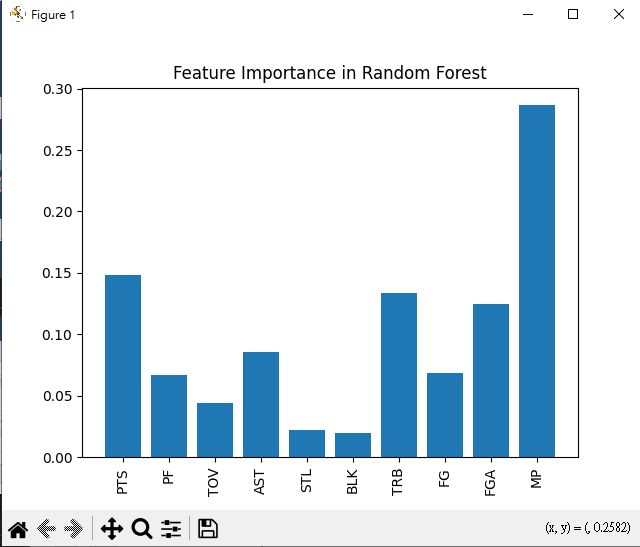 Figure 1
Feature Importance in Random Forest
0.30
0.25
0.20
0.15
0.10
0.05
0.00
PTS PF TOV AST STL BLK TRB FG FGA MP
(x, y) = (, 0.2582)